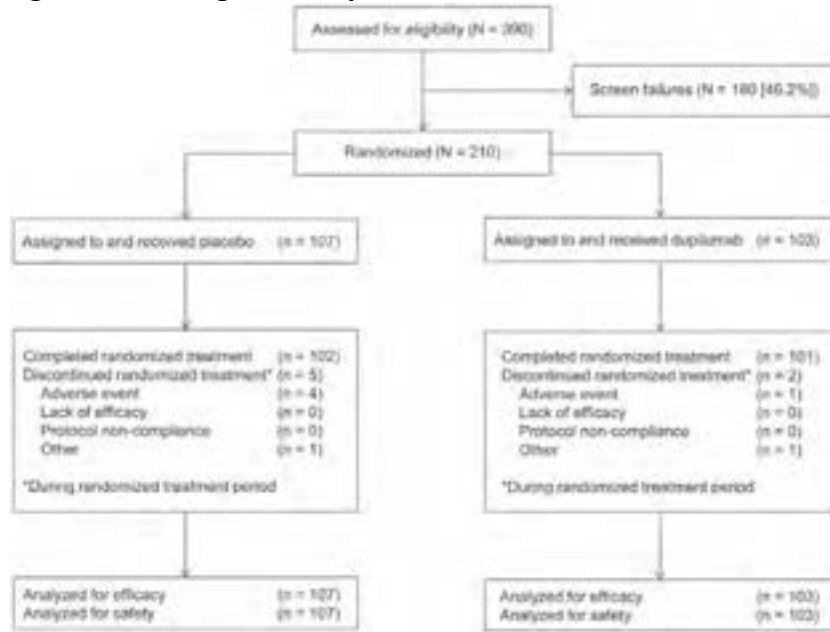 Assessed for eligibility (N = 390)
Screen failures (N = 180 [46.2%])
Randomized (N = 210)
Assigned to and received placebo (n = 107)
Completed randomized treatment (n = 102)
Discontinued randomized treatment* (n = 5)
Adverse event (n = 4)
Lack of efficacy (n = 0)
Protocol non-compliance (n = 0)
Other (n = 1)
*During randomized treatment period
Analyzed for efficacy (n = 107)
Analyzed for safety (n = 107)
Assigned to and received dupilumab (n = 103)
Completed randomized treatment (n = 101)
Discontinued randomized treatment* (n = 2)
Adverse event (n = 1)
Lack of efficacy (n = 0)
Protocol non-compliance (n = 0)
Other (n = 1)
*During randomized treatment period
Analyzed for efficacy (n = 103)
Analyzed for safety (n = 103)